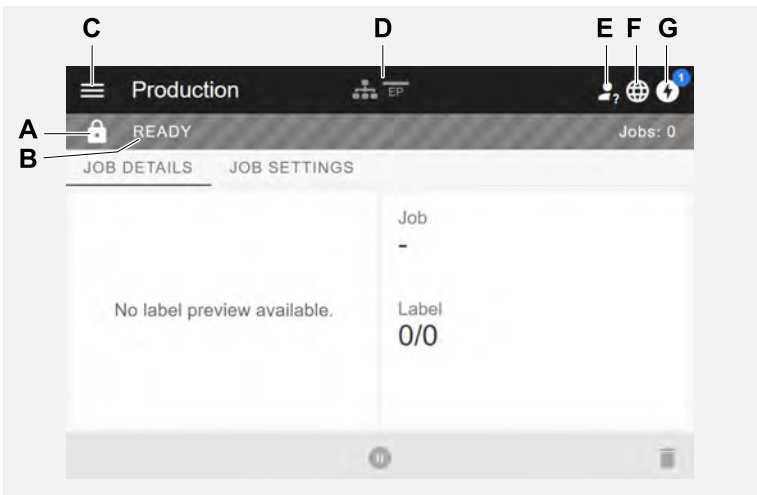 C D E F G
Production EP ? 1
A READY Jobs: 0
B
JOB DETAILS JOB SETTINGS
Job
-
No label preview available.
Label
0/0